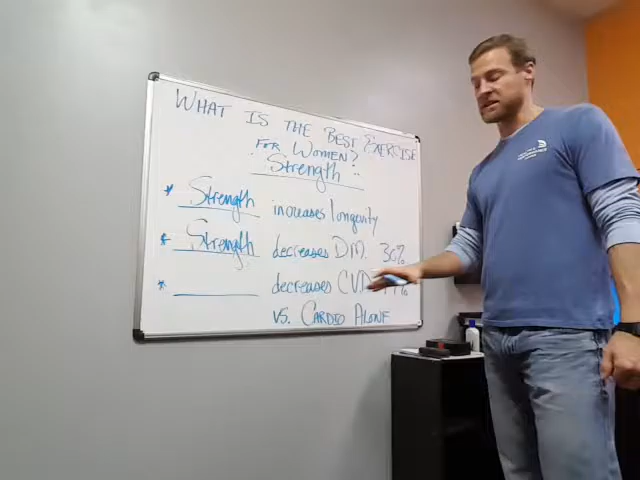 WHAT IS THE BEST EXERCISE
FOR WOMEN?
Strength
* Strength increases longevity
* Strength decreases DM. 30%
* ________ decreases CVD
VS. CARDIO ALONE